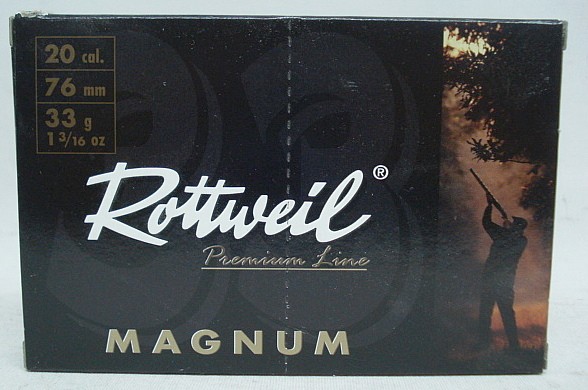 20 cal.
76 mm
33 g
1 3/16 oz
Rottweil®
Premium Line
MAGNUM